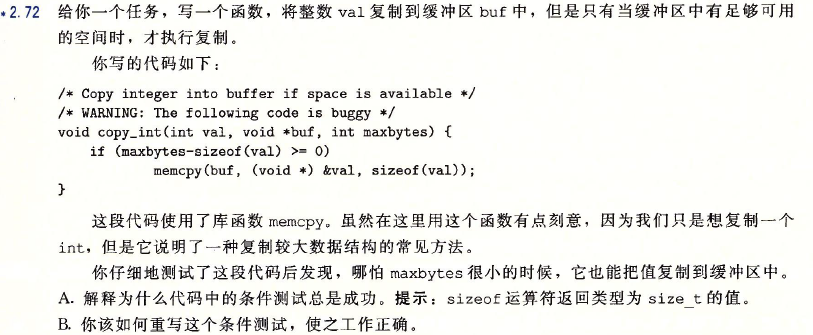 *2.72 给你一个任务，写一个函数，将整数 val 复制到缓冲区 buf 中，但是只有当缓冲区中有足够可用
的空间时，才执行复制。
你写的代码如下：
/* Copy integer into buffer if space is available */
/* WARNING: The following code is buggy */
void copy_int(int val, void *buf, int maxbytes) {
if (maxbytes-sizeof(val) >= 0)
memcpy(buf, (void *) &val, sizeof(val));
}
这段代码使用了库函数 memcpy。虽然在这里用这个函数有点刻意，因为我们只是想复制一个
int，但是它说明了一种复制较大数据结构的常见方法。
你仔细地测试了这段代码后发现，哪怕 maxbytes 很小的时候，它也能把值复制到缓冲区中。
A. 解释为什么代码中的条件测试总是成功。提示：sizeof 运算符返回类型为 size_t 的值。
B. 你该如何重写这个条件测试，使之工作正确。